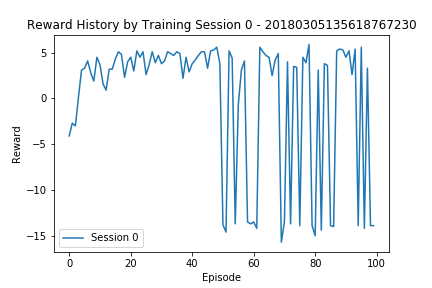 Reward History by Training Session 0 - 20180305135618767230
Reward
5
0
−5
−10
−15
Session 0
0 20 40 60 80 100
Episode